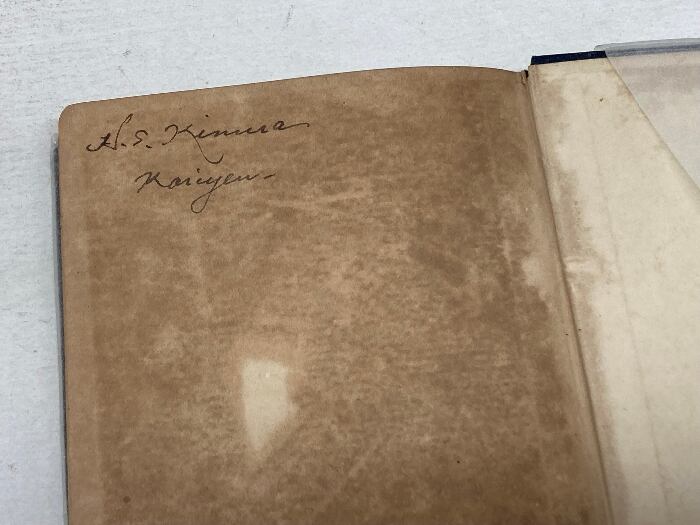 H. S. Kimura
Kaiyen-